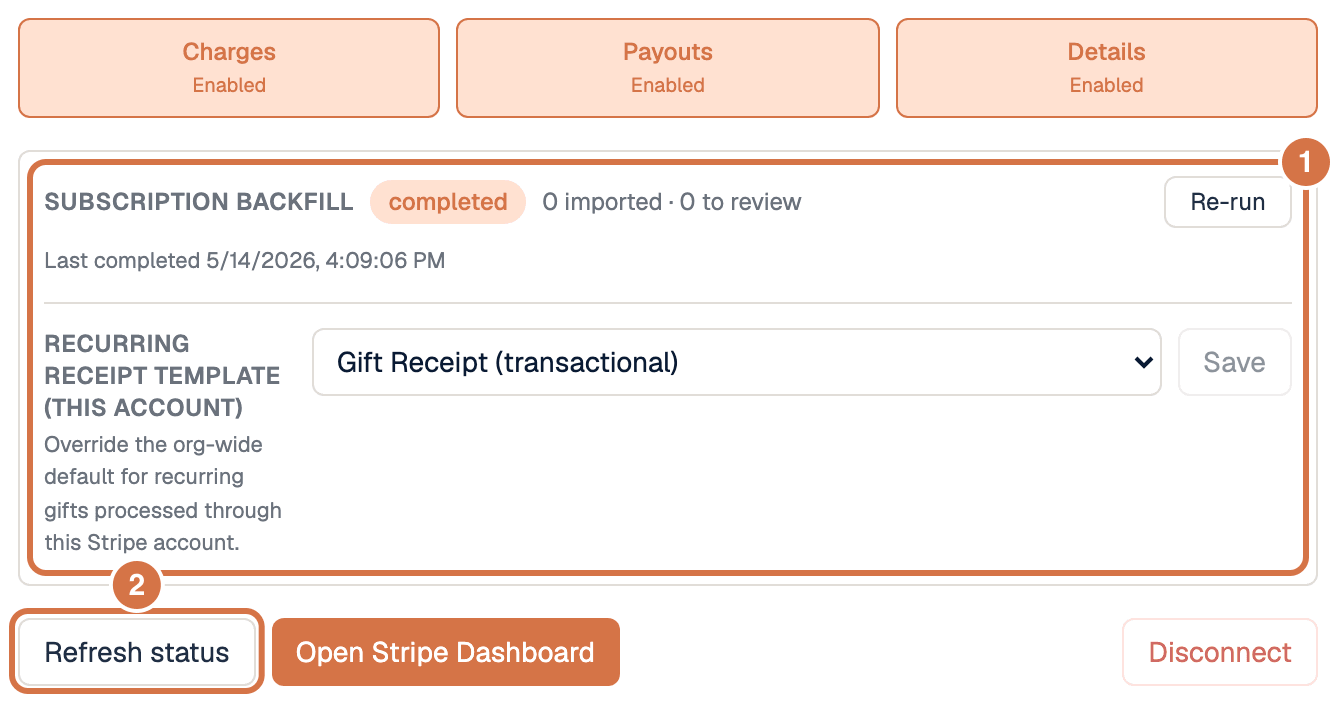 Charges
Enabled
Payouts
Enabled
Details
Enabled
1
SUBSCRIPTION BACKFILL completed 0 imported · 0 to review Re-run
Last completed 5/14/2026, 4:09:06 PM
RECURRING
RECEIPT TEMPLATE
(THIS ACCOUNT)
Override the org-wide
default for recurring
gifts processed through
this Stripe account.
Gift Receipt (transactional)
Save
2
Refresh status
Open Stripe Dashboard
Disconnect